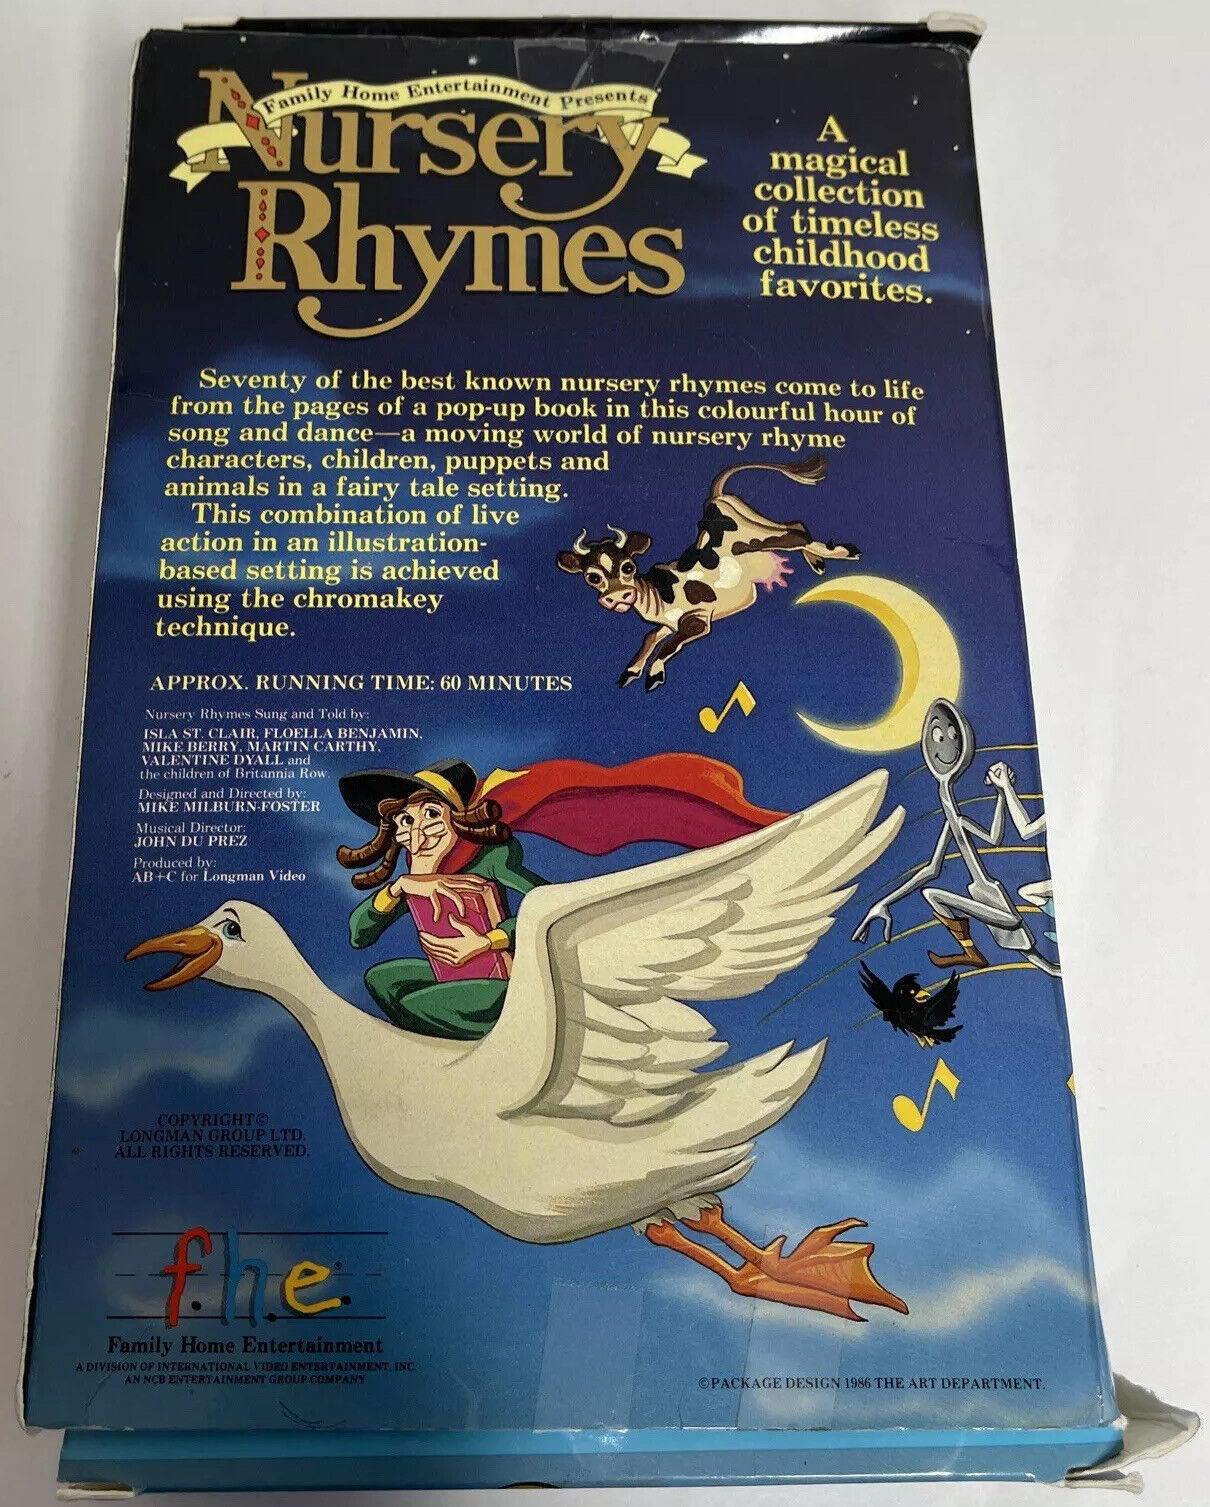 Family Home Entertainment Presents
Nursery
Rhymes
A
magical
collection
of timeless
childhood
favorites.
Seventy of the best known nursery rhymes come to life
from the pages of a pop-up book in this colourful hour of
song and dance—a moving world of nursery rhyme
characters, children, puppets and
animals in a fairy tale setting.
This combination of live
action in an illustration-
based setting is achieved
using the chromakey
technique.
APPROX. RUNNING TIME: 60 MINUTES
Nursery Rhymes Sung and Told by:
ISLA ST. CLAIR, FLOELLA BENJAMIN,
MIKE BERRY, MARTIN CARTHY,
VALENTINE DYALL and
the children of Britannia Row.
Designed and Directed by:
MIKE MILBURN-FOSTER
Musical Director:
JOHN DU PREZ
Produced by:
AB+C for Longman Video
COPYRIGHT©
LONGMAN GROUP LTD.
ALL RIGHTS RESERVED.
f.h.e.®
Family Home Entertainment
A DIVISION OF INTERNATIONAL VIDEO ENTERTAINMENT, INC.
AN NCB ENTERTAINMENT GROUP COMPANY
©PACKAGE DESIGN 1986 THE ART DEPARTMENT.